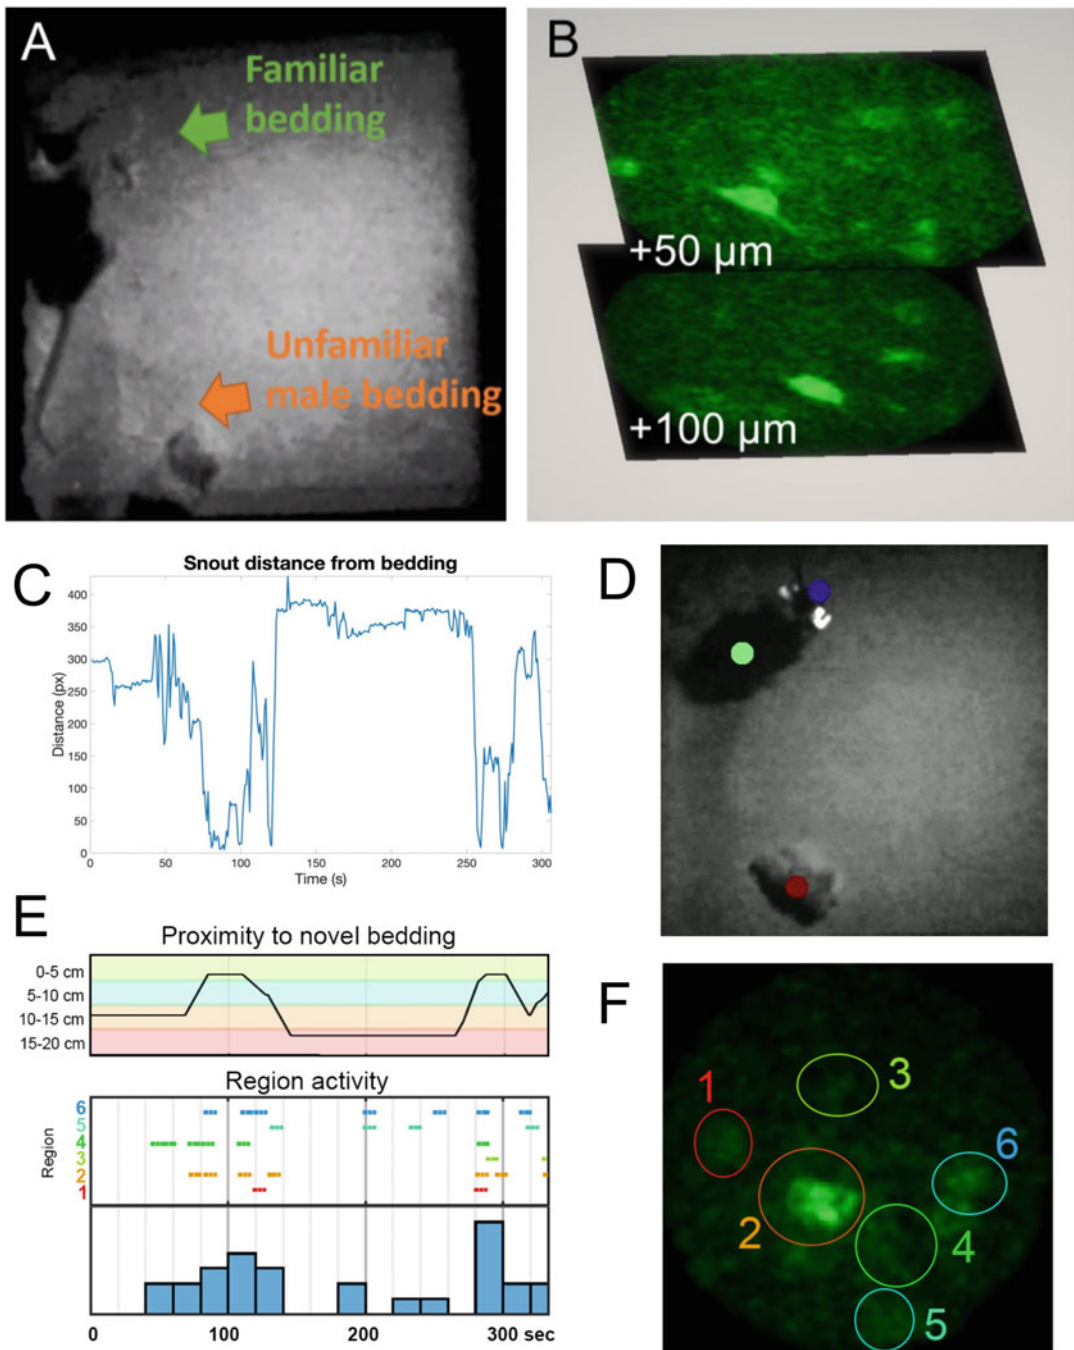 A
Familiar
bedding
Unfamiliar
male bedding
B
+50 µm
+100 µm
C
Snout distance from bedding
400
350
300
250
200
150
100
50
0
Distance (px)
0
50
100
150
200
250
300
Time (s)
D
E
Proximity to novel bedding
0-5 cm
5-10 cm
10-15 cm
15-20 cm
Region activity
Region
6
5
4
3
2
1
0
100
200
300 sec
F
1
3
2
6
4
5